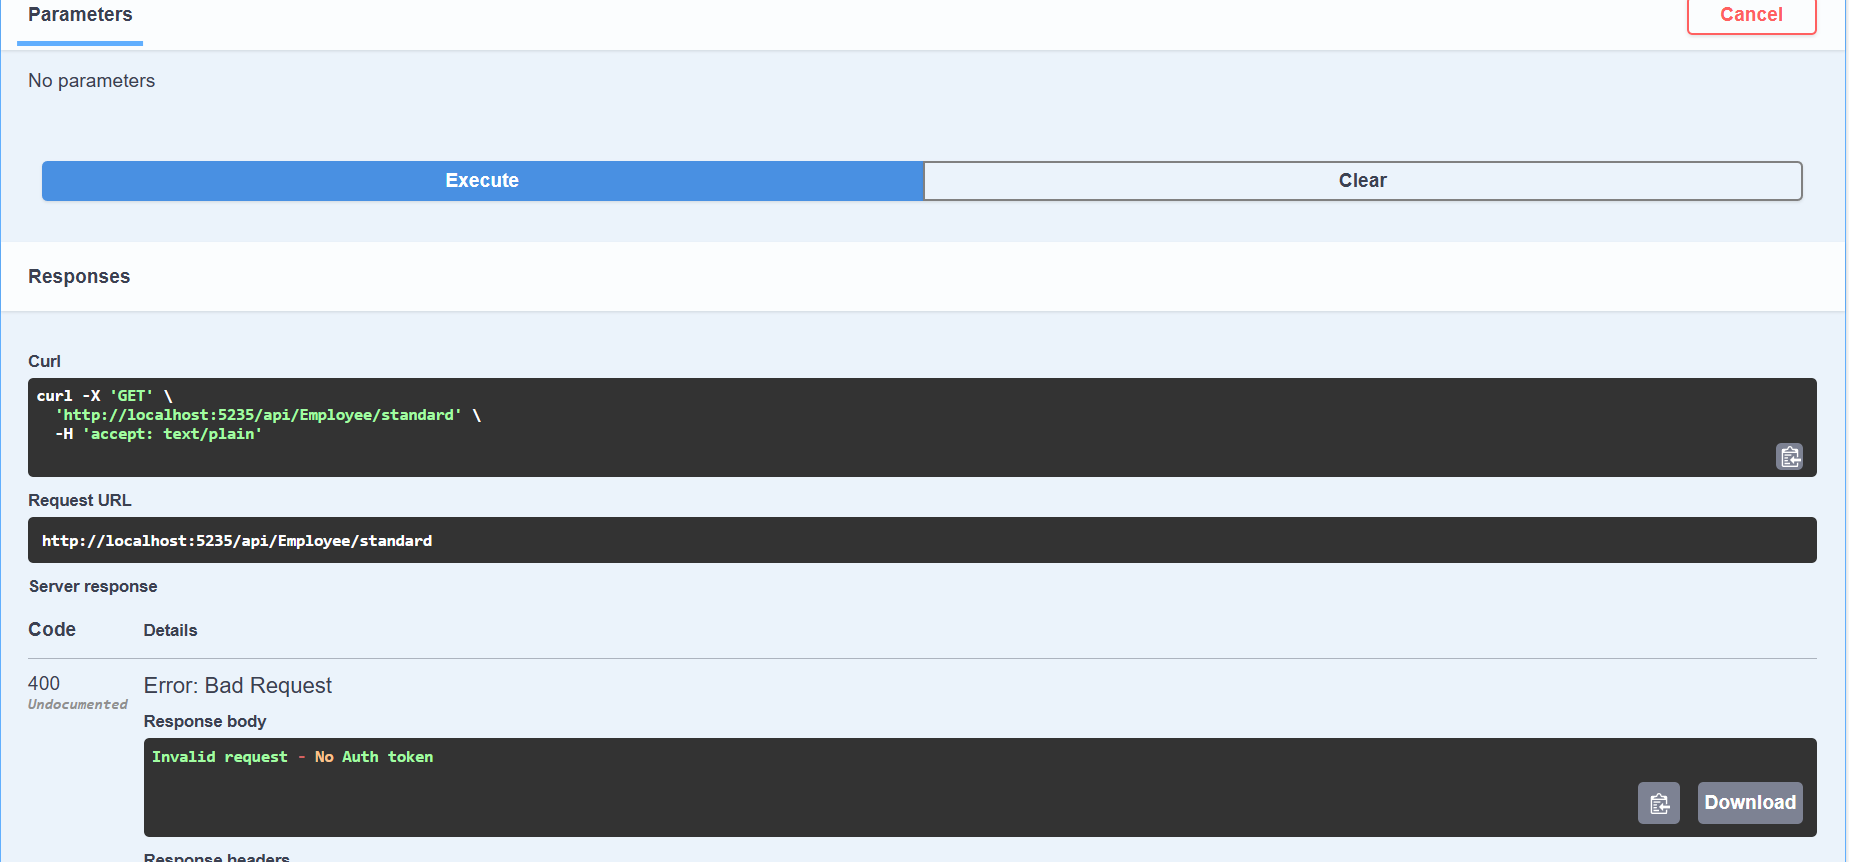 Parameters
Cancel
No parameters
Execute
Clear
Responses
Curl
curl -X 'GET' \
'http://localhost:5235/api/Employee/standard' \
-H 'accept: text/plain'
Request URL
http://localhost:5235/api/Employee/standard
Server response
Code
Details
400
Undocumented
Error: Bad Request
Response body
Invalid request - No Auth token
Download
Response headers